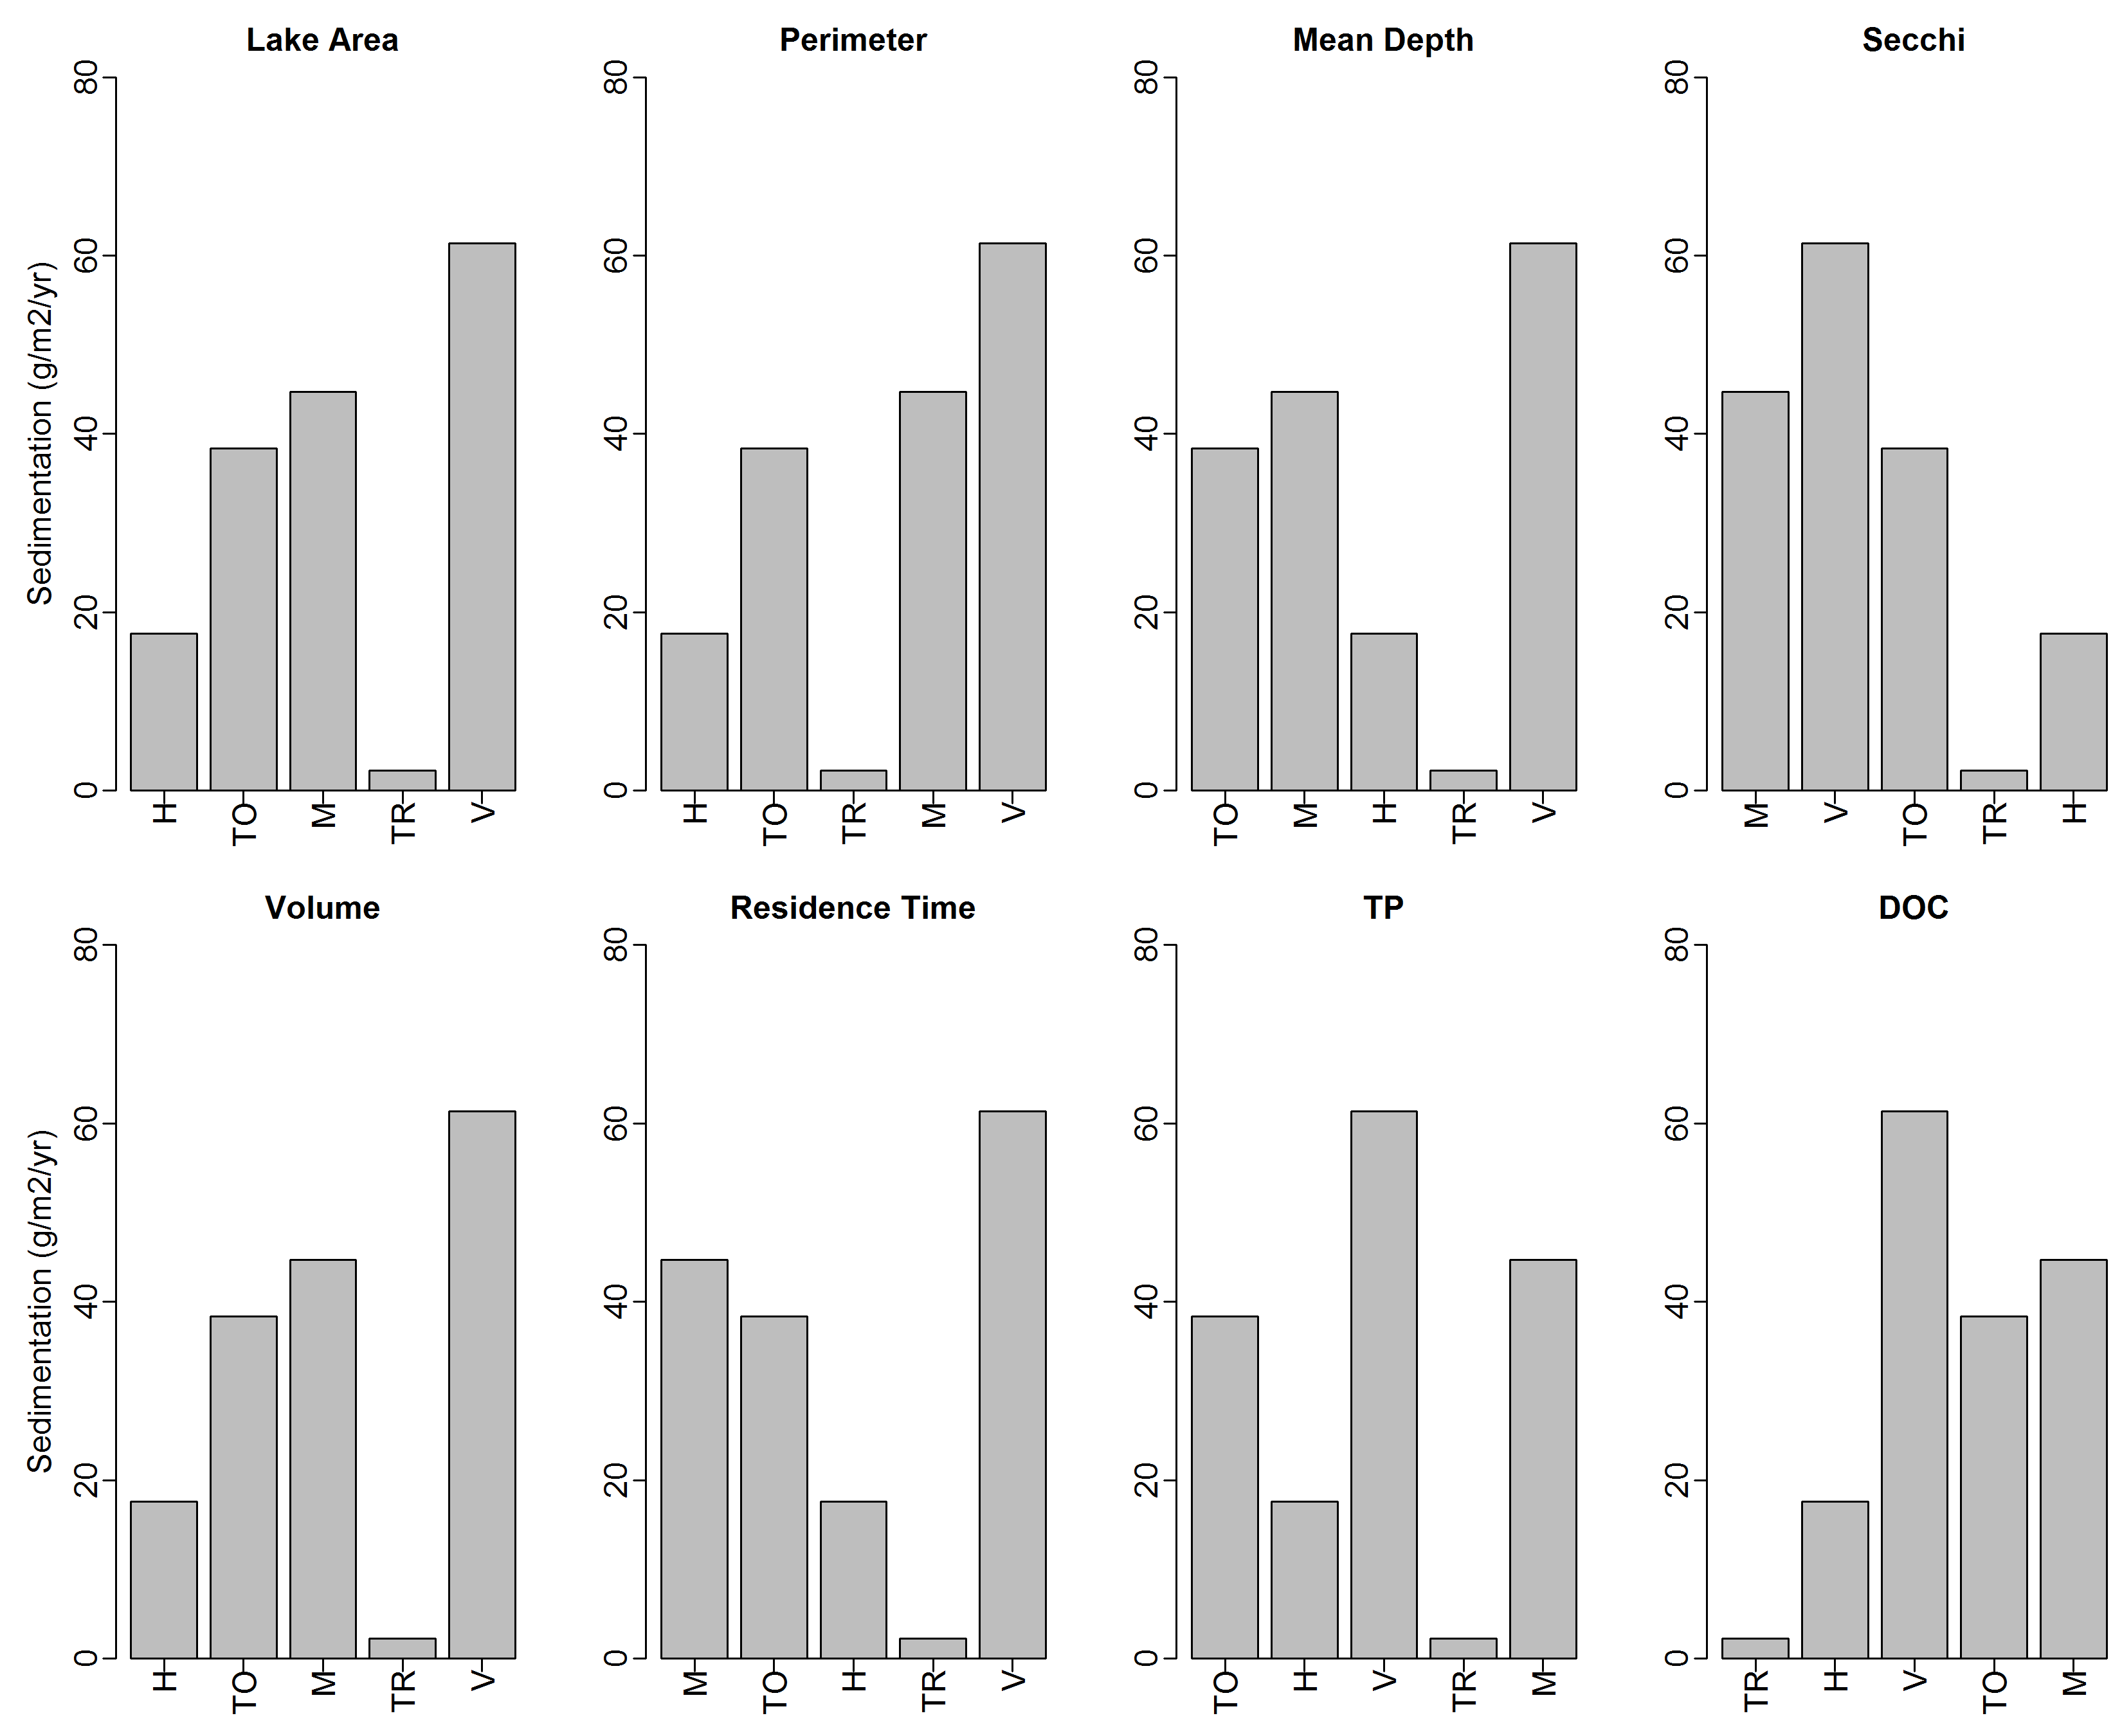 Lake Area
Perimeter
Mean Depth
Secchi
Sedimentation (g/m2/yr)
0 20 40 60 80
H TO M TR V
0 20 40 60 80
H TO TR M V
0 20 40 60 80
TO M H TR V
0 20 40 60 80
M V TO TR H
Volume
Residence Time
TP
DOC
Sedimentation (g/m2/yr)
0 20 40 60 80
H TO M TR V
0 20 40 60 80
M TO H TR V
0 20 40 60 80
TO H V TR M
0 20 40 60 80
TR H V TO M